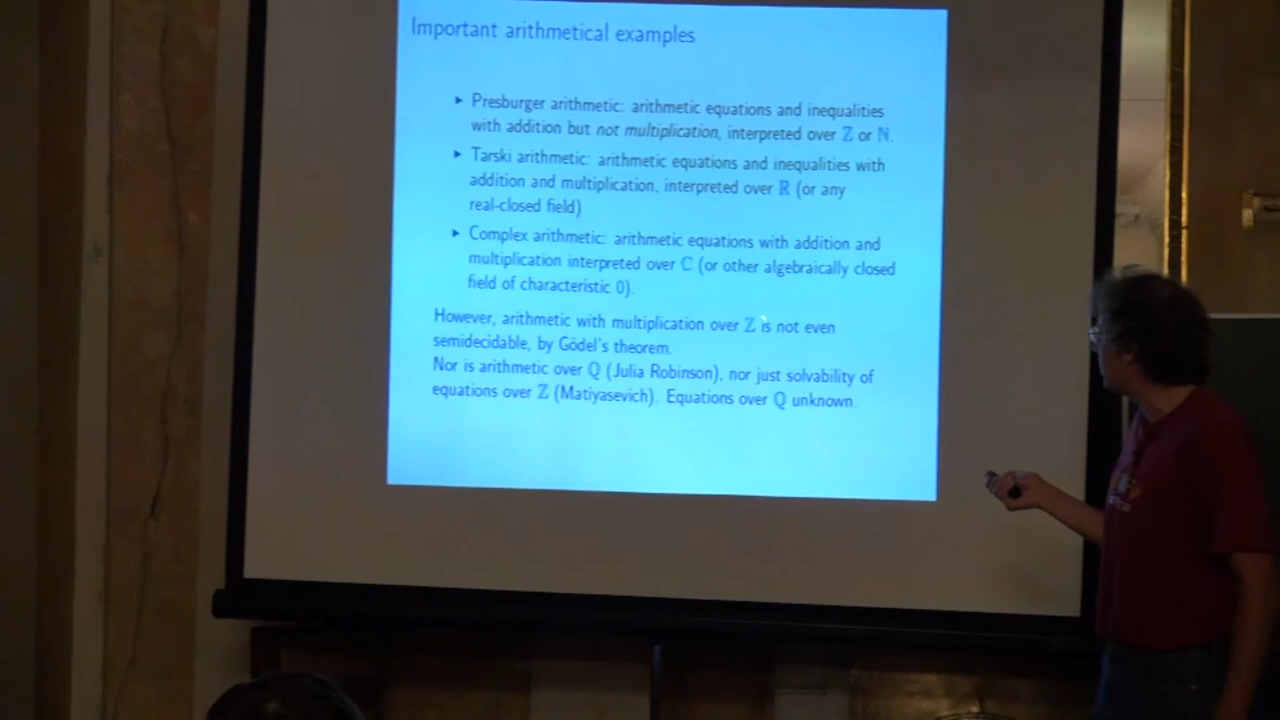 Important arithmetical examples
▸ Presburger arithmetic: arithmetic equations and inequalities
with addition but not multiplication, interpreted over ℤ or ℕ.
▸ Tarski arithmetic: arithmetic equations and inequalities with
addition and multiplication, interpreted over ℝ (or any
real-closed field)
▸ Complex arithmetic: arithmetic equations with addition and
multiplication interpreted over ℂ (or other algebraically closed
field of characteristic 0).
However, arithmetic with multiplication over ℤ is not even
semidecidable, by Gödel's theorem.
Nor is arithmetic over ℚ (Julia Robinson), nor just solvability of
equations over ℤ (Matiyasevich). Equations over ℚ unknown.